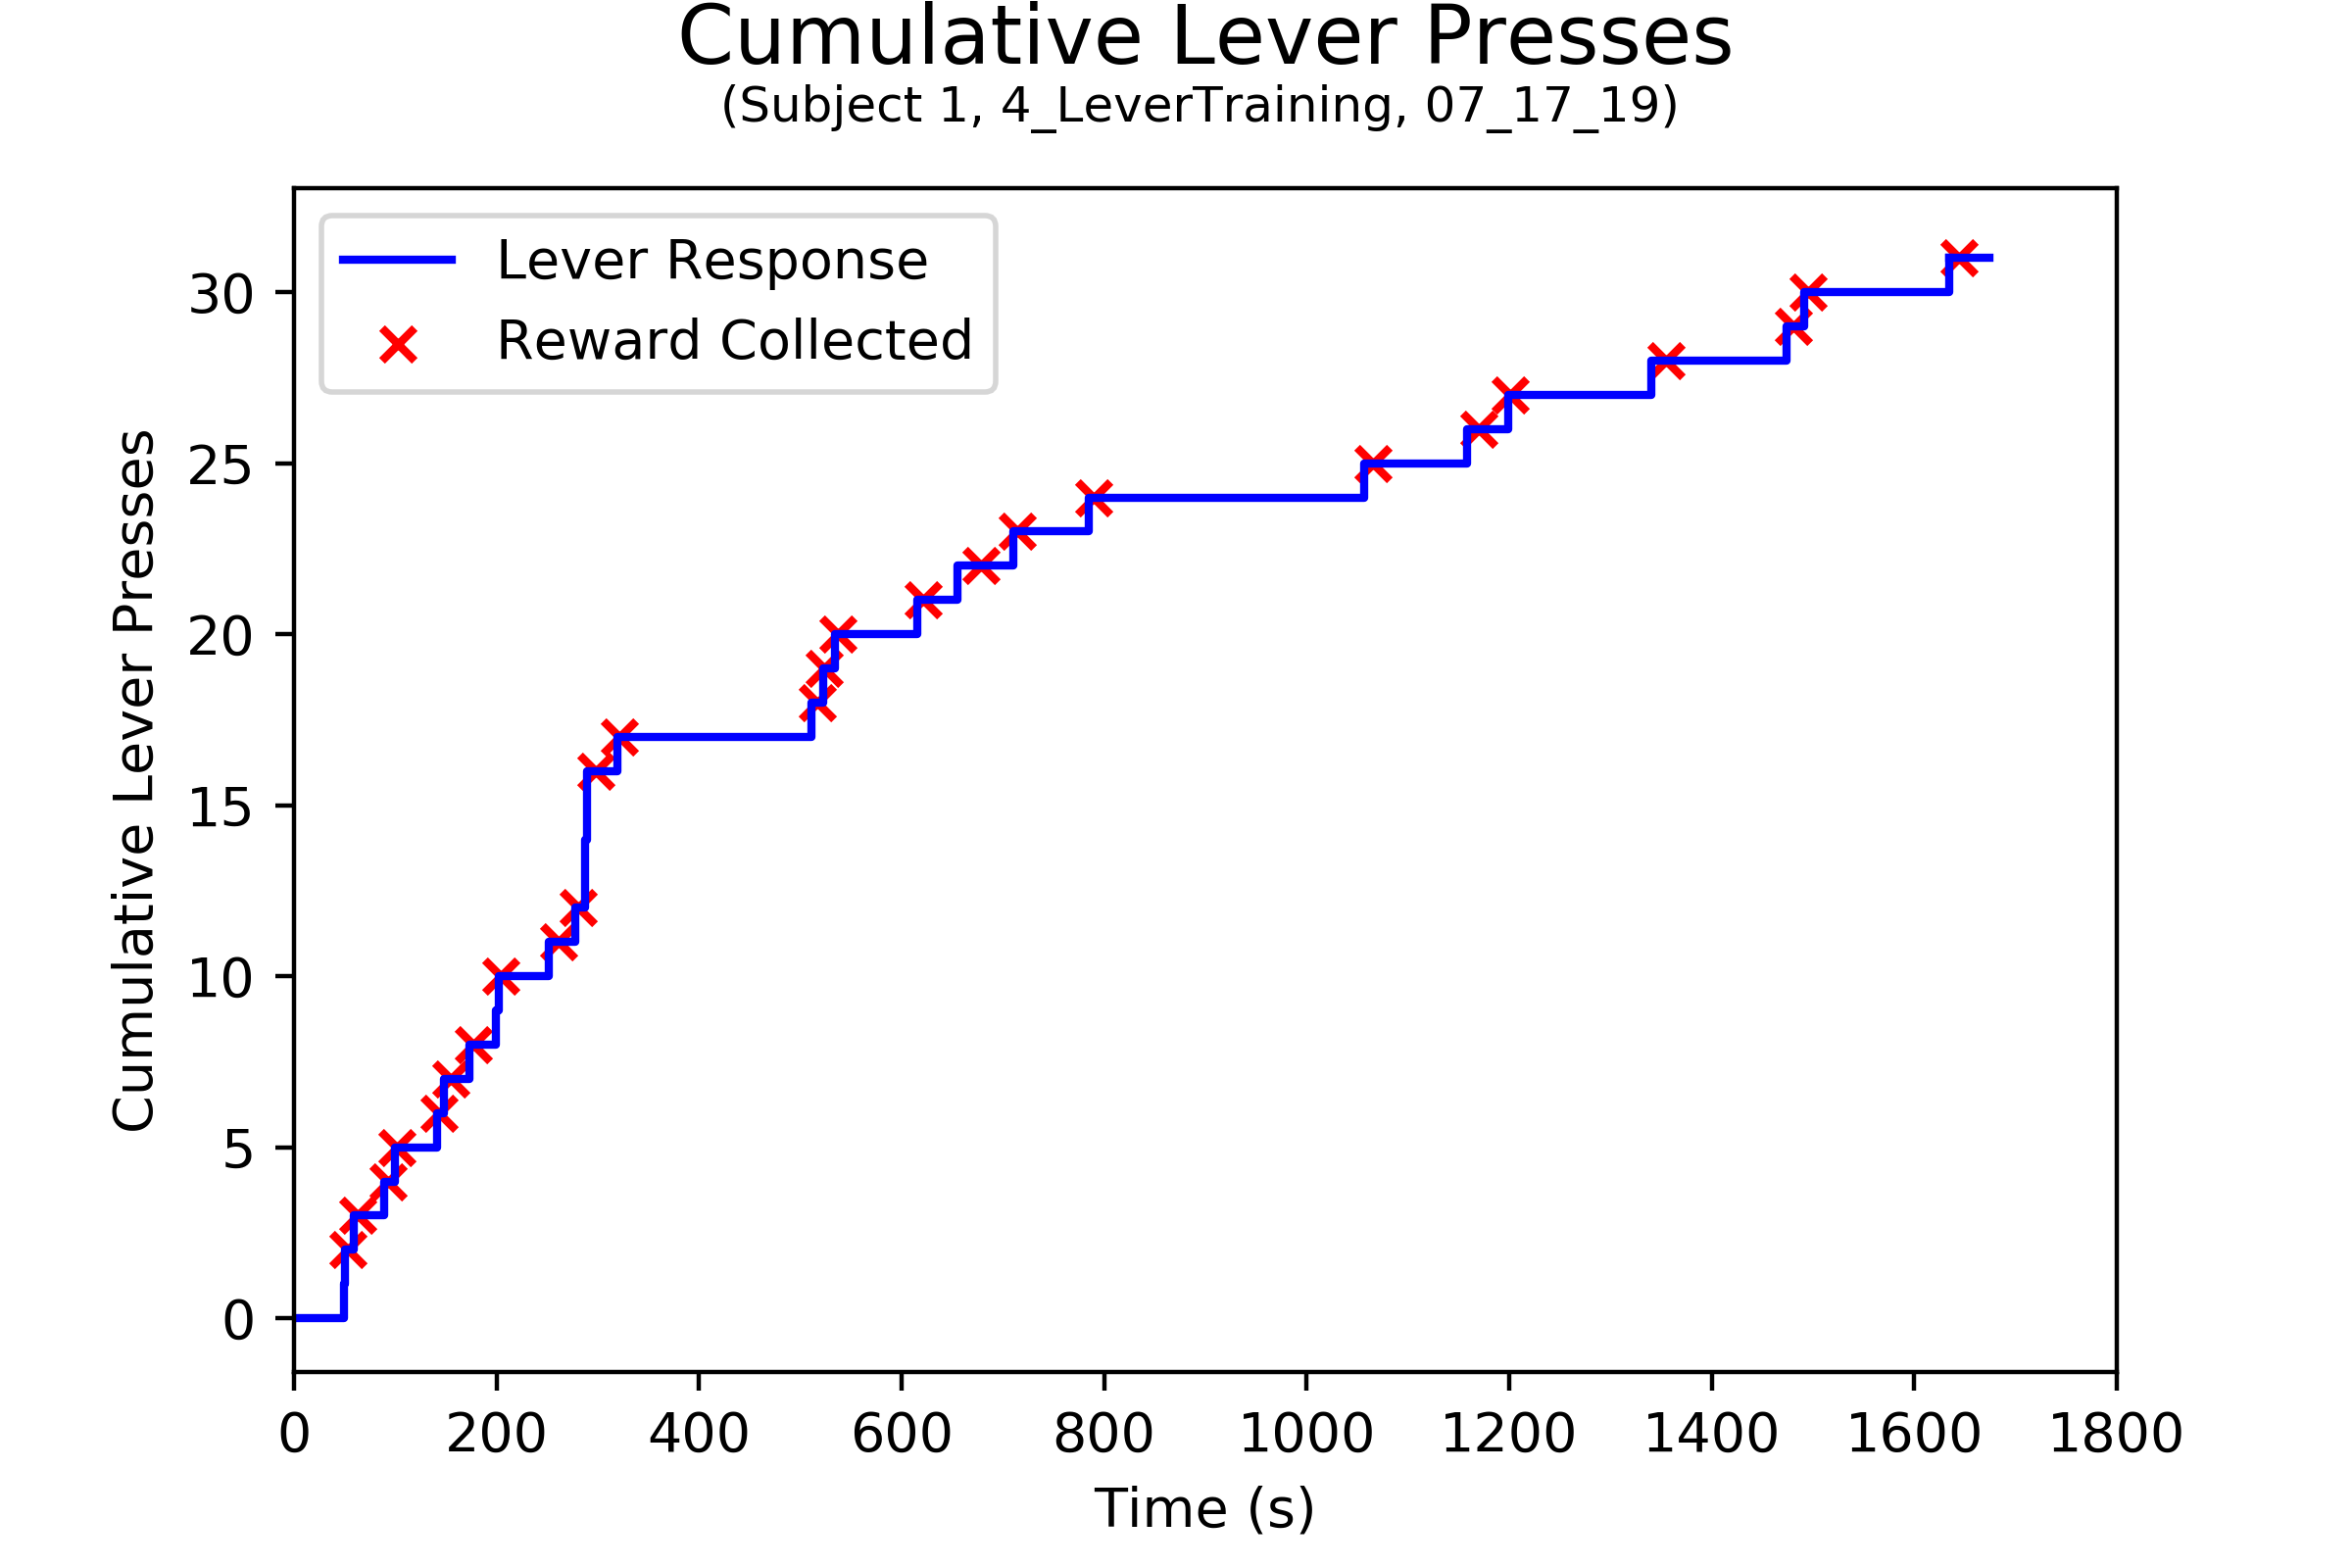 Cumulative Lever Presses
(Subject 1, 4_LeverTraining, 07_17_19)
Lever Response
Reward Collected
Cumulative Lever Presses
30
25
20
15
10
5
0
0 200 400 600 800 1000 1200 1400 1600 1800
Time (s)